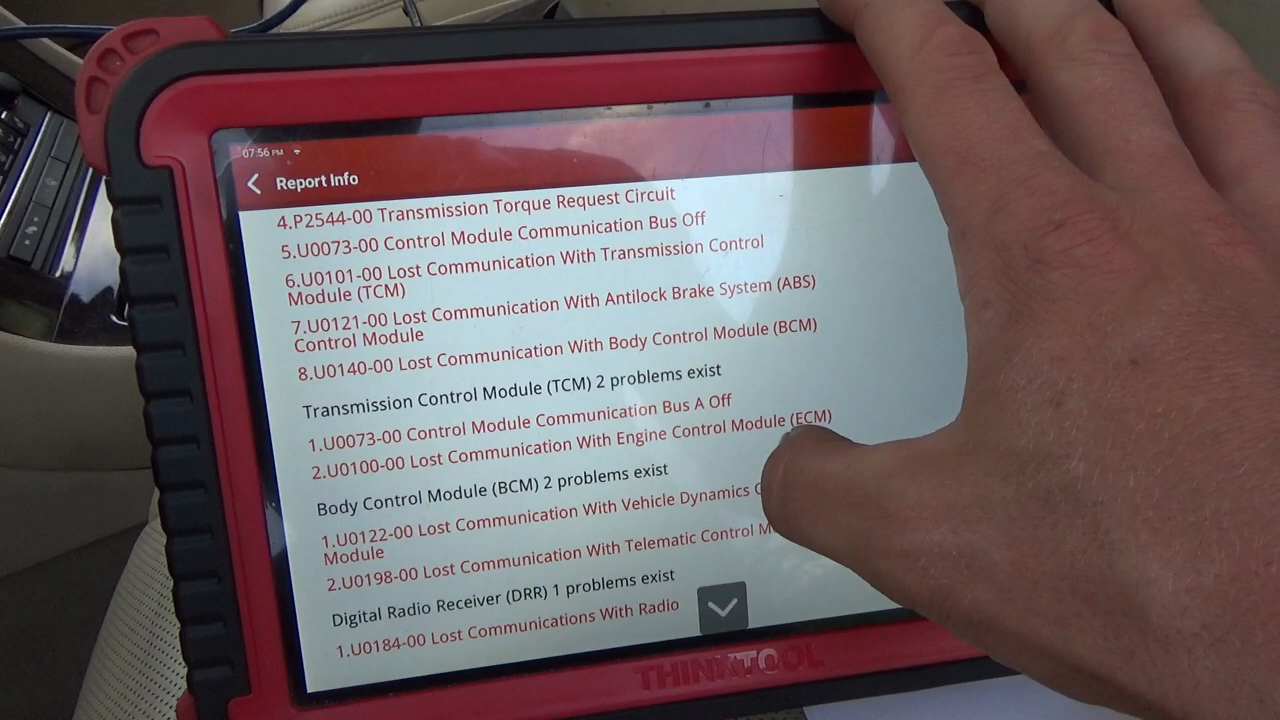 07:56 PM
Report Info
4.P2544-00 Transmission Torque Request Circuit
5.U0073-00 Control Module Communication Bus Off
6.U0101-00 Lost Communication With Transmission Control
Module (TCM)
7.U0121-00 Lost Communication With Antilock Brake System (ABS)
Control Module
8.U0140-00 Lost Communication With Body Control Module (BCM)
Transmission Control Module (TCM) 2 problems exist
1.U0073-00 Control Module Communication Bus A Off
2.U0100-00 Lost Communication With Engine Control Module (ECM)
Body Control Module (BCM) 2 problems exist
1.U0122-00 Lost Communication With Vehicle Dynamics
Module
2.U0198-00 Lost Communication With Telematic Control
Digital Radio Receiver (DRR) 1 problems exist
1.U0184-00 Lost Communications With Radio
THINKTOOL